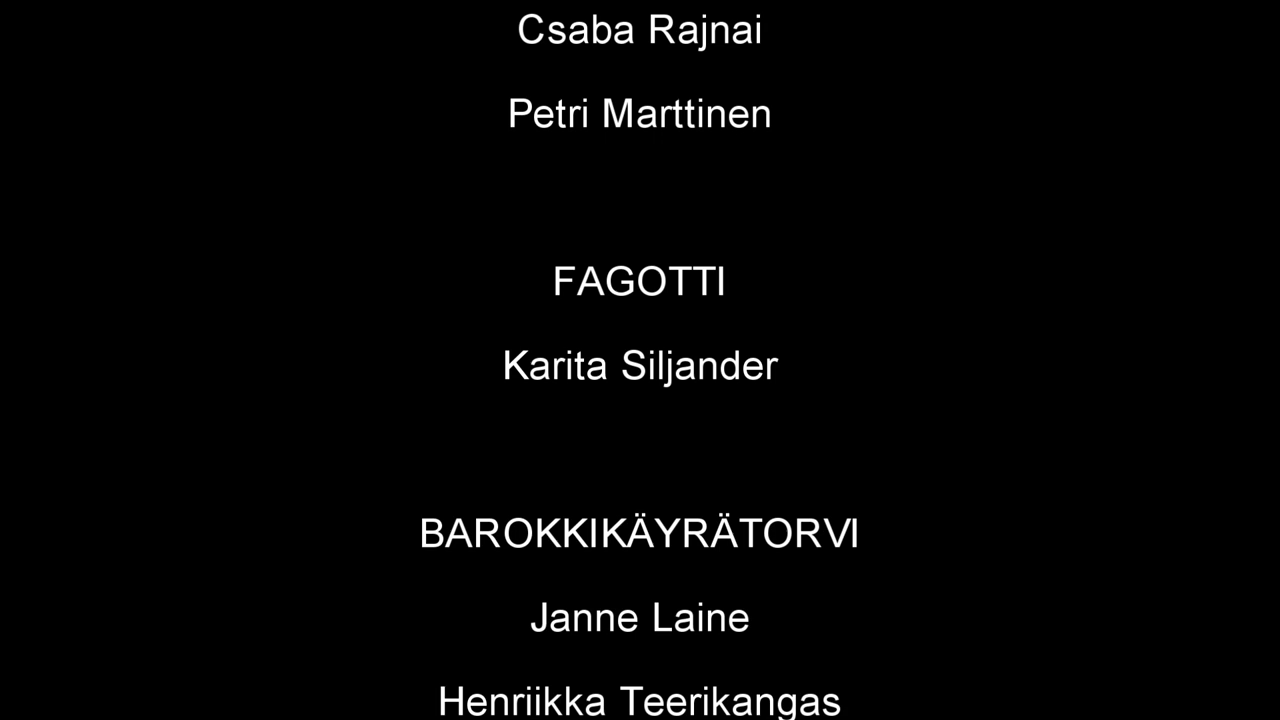 Csaba Rajnai
Petri Marttinen
FAGOTTI
Karita Siljander
BAROKKIKÄYRÄTORVI
Janne Laine
Henriikka Teerikangas